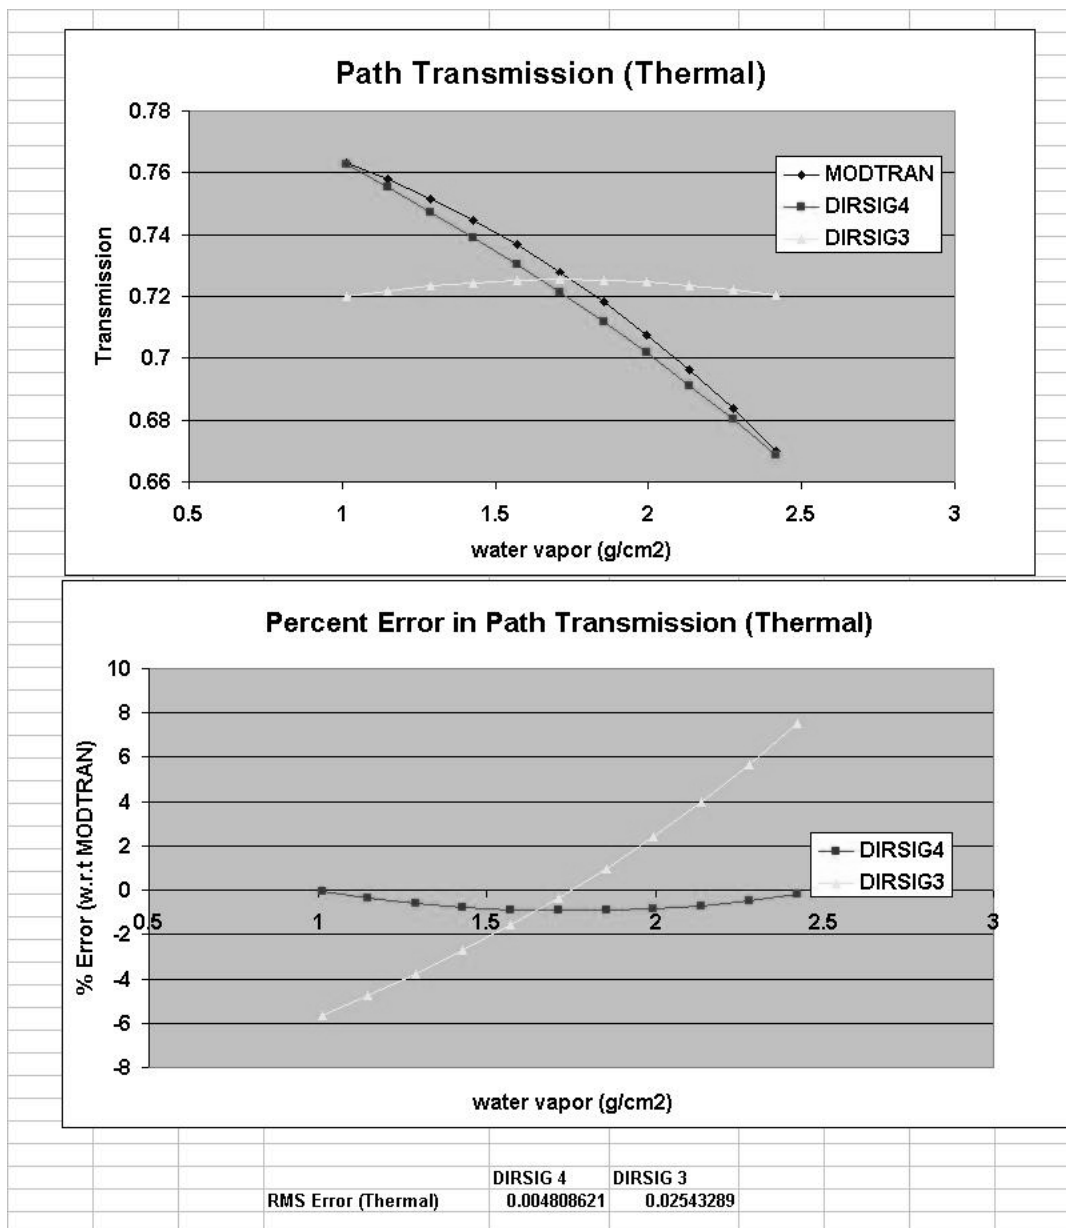 Path Transmission (Thermal)
0.78
0.76
0.74
0.72
0.7
0.68
0.66
Transmission
MODTRAN
DIRSIG4
DIRSIG3
0.5 1 1.5 2 2.5 3
water vapor (g/cm2)
Percent Error in Path Transmission (Thermal)
10
8
6
4
2
0
-2
-4
-6
-8
% Error (w.r.t MODTRAN)
DIRSIG4
DIRSIG3
0.5 1 1.5 2 2.5 3
water vapor (g/cm2)
DIRSIG 4 DIRSIG 3
RMS Error (Thermal) 0.004808621 0.02543289